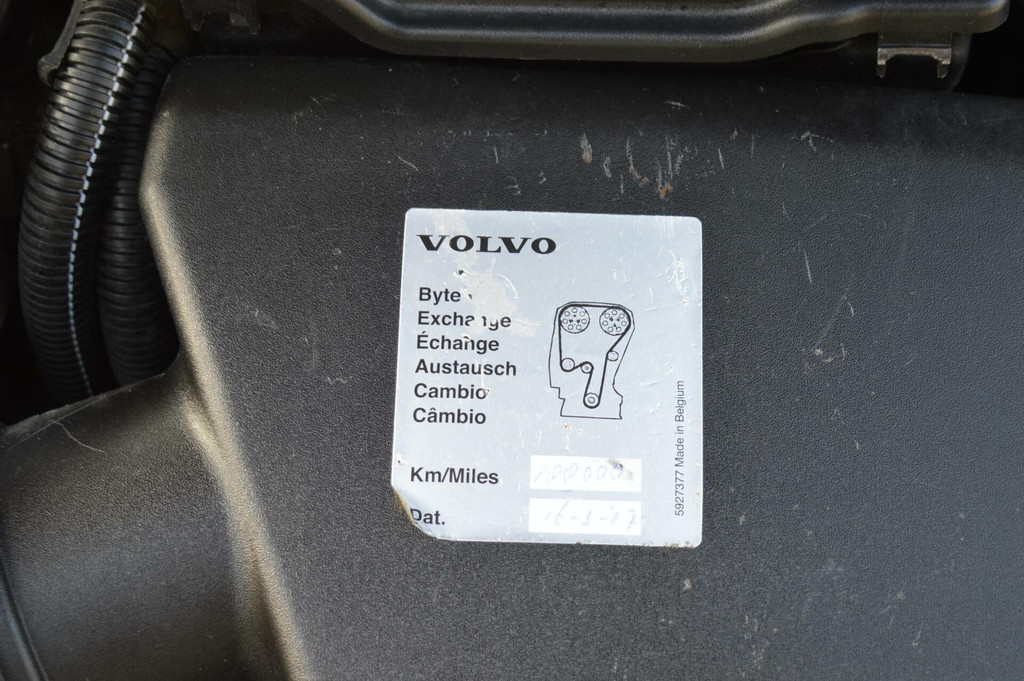 VOLVO
Byte
Exchange
Échange
Austausch
Cambio
Câmbio
Km/Miles
Dat.
5927377 Made in Belgium